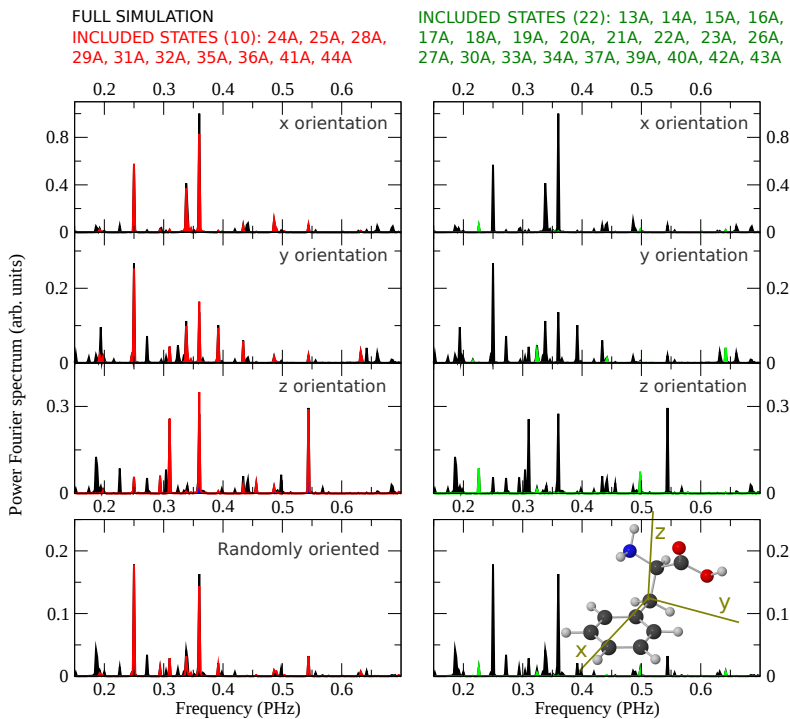 FULL SIMULATION
INCLUDED STATES (10): 24A, 25A, 28A,
29A, 31A, 32A, 35A, 36A, 41A, 44A
INCLUDED STATES (22): 13A, 14A, 15A, 16A,
17A, 18A, 19A, 20A, 21A, 22A, 23A, 26A,
27A, 30A, 33A, 34A, 37A, 39A, 40A, 42A, 43A
0.2 0.3 0.4 0.5 0.6
0.2 0.3 0.4 0.5 0.6
x orientation
x orientation
0.8
0.4
0
0.8
0.4
0
y orientation
y orientation
0.2
0
0.2
0
z orientation
z orientation
0.3
0
0.3
0
0.2 0.3 0.4 0.5 0.6
0.2 0.3 0.4 0.5 0.6
Randomly oriented
0.2
0.1
0
0.2
0.1
0
z
y
x
0.2 0.3 0.4 0.5 0.6
0.2 0.3 0.4 0.5 0.6
Frequency (PHz)
Frequency (PHz)
Power Fourier spectrum (arb. units)